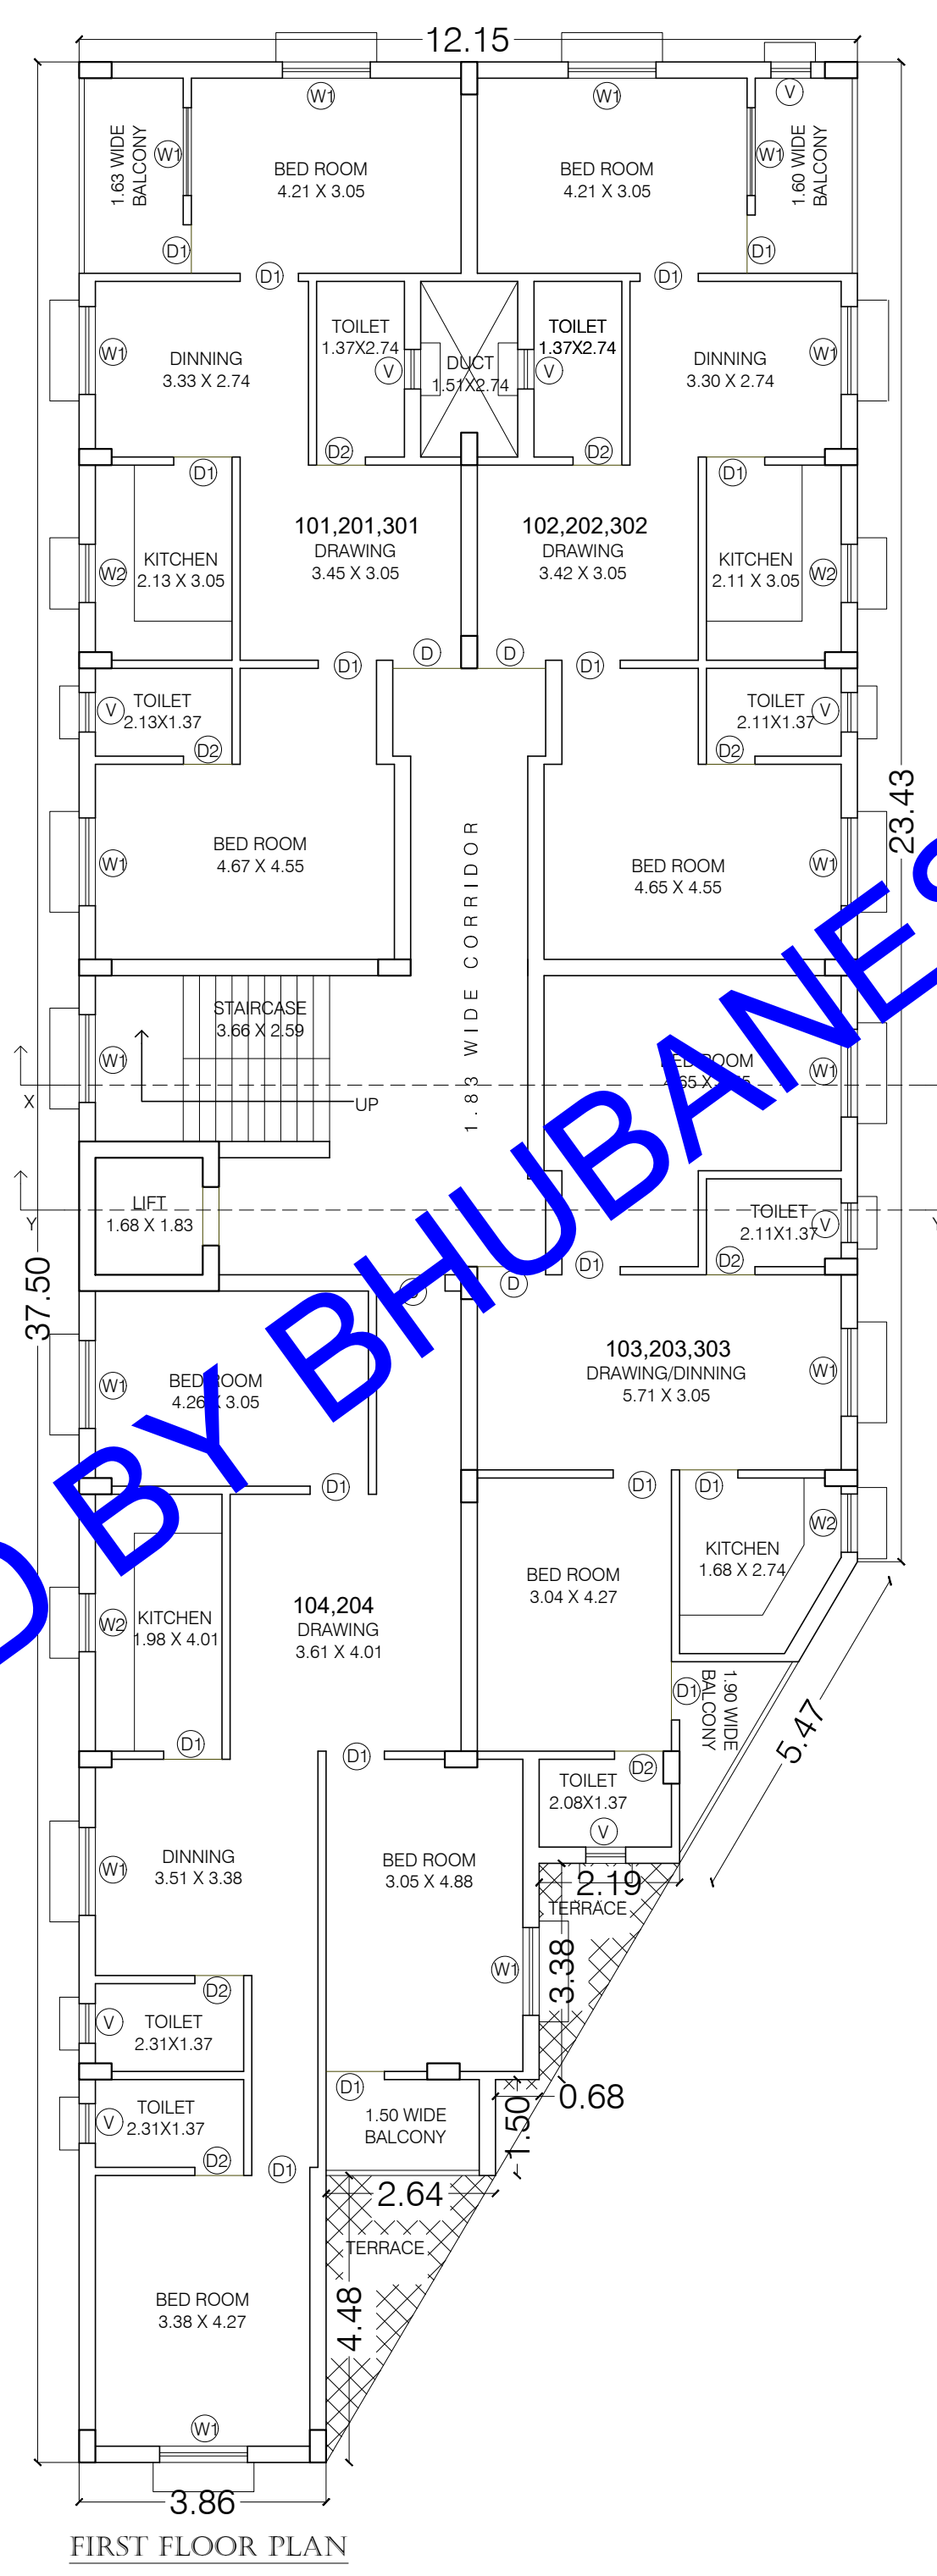 12.15
W1
W1
V
1.63 WIDE
BALCONY
W1
BED ROOM
4.21 X 3.05
BED ROOM
4.21 X 3.05
W1
1.60 WIDE
BALCONY
D1
D1
D1
D1
W1
DINNING
3.33 X 2.74
TOILET
1.37X2.74
V
DUCT
1.51X2.74
V
TOILET
1.37X2.74
DINNING
3.30 X 2.74
W1
D2
D2
D1
D1
101,201,301
DRAWING
3.45 X 3.05
102,202,302
DRAWING
3.42 X 3.05
W2
KITCHEN
2.13 X 3.05
KITCHEN
2.11 X 3.05
W2
D1
D
D
D1
V
TOILET
2.13X1.37
TOILET
2.11X1.37
V
D2
D2
23.43
W1
BED ROOM
4.67 X 4.55
BED ROOM
4.65 X 4.55
W1
1.83 WIDE CORRIDOR
STAIRCASE
3.66 X 2.59
W1
UP
X
BED ROOM
W1
LIFT
1.68 X 1.83
Y
TOILET
2.11X1.37
V
D2
D1
D
37.50
W1
BED ROOM
4.26 X 3.05
103,203,303
DRAWING/DINNING
5.71 X 3.05
W1
D1
D1
D1
W2
KITCHEN
1.68 X 2.74
BED ROOM
3.04 X 4.27
D BY BHUBANES
W2
KITCHEN
1.98 X 4.01
104,204
DRAWING
3.61 X 4.01
D1
1.90 WIDE
BALCONY
5.47
D1
D1
D2
TOILET
2.08X1.37
V
W1
DINNING
3.51 X 3.38
BED ROOM
3.05 X 4.88
2.19
TERRACE
W1
3.38
D2
V
TOILET
2.31X1.37
D1
0.68
V
TOILET
2.31X1.37
1.50 WIDE
BALCONY
1.50
D2
D1
2.64
TERRACE
BED ROOM
3.38 X 4.27
4.48
W1
3.86
FIRST FLOOR PLAN